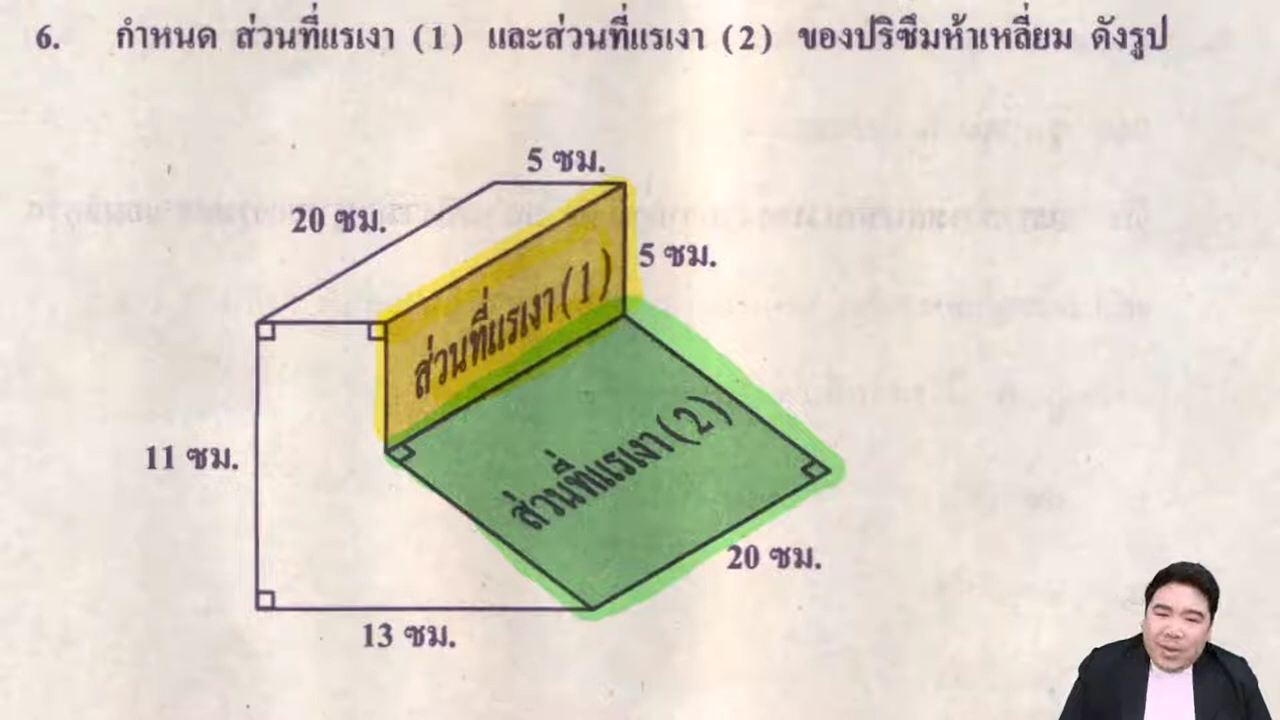 6. กำหนด ส่วนที่แรเงา (1) และส่วนที่แรเงา (2) ของปริซึมห้าเหลี่ยม ดังรูป
5 ซม.
20 ซม.
5 ซม.
ส่วนที่แรเงา (1)
11 ซม.
ส่วนที่แรเงา (2)
20 ซม.
13 ซม.